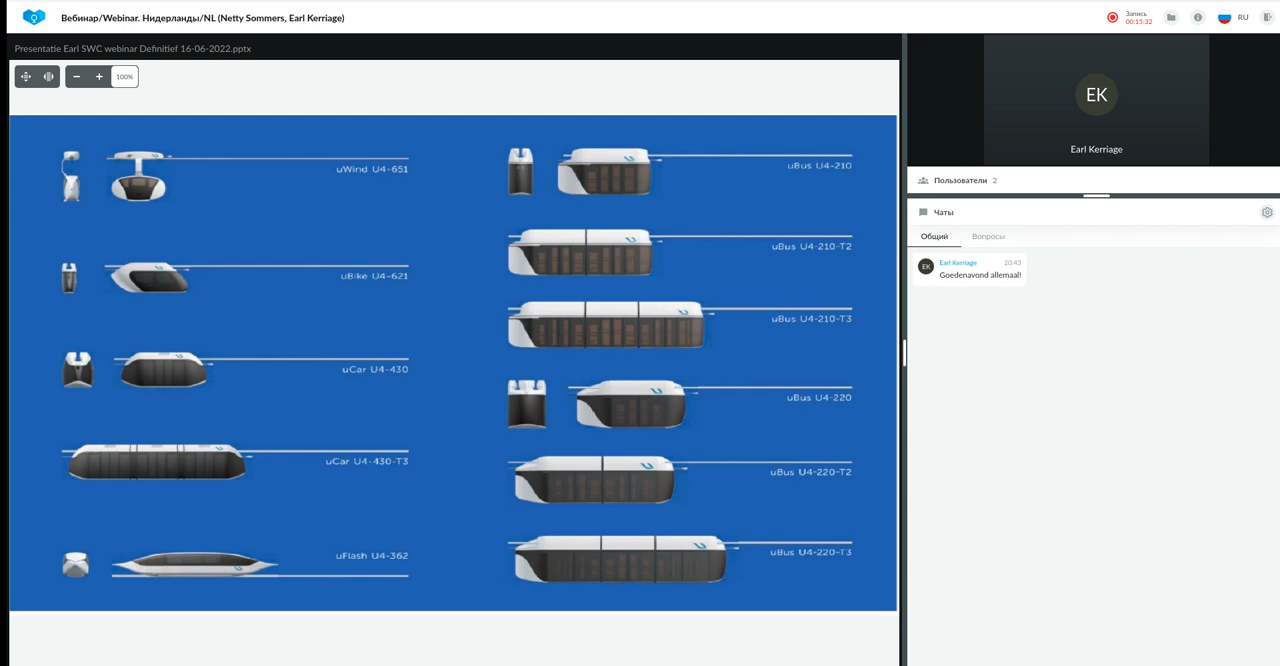 Вебинар/Webinar. Нидерланды/NL (Netty Sommers, Earl Kerriage)
Запись
00:15:32
RU
Presentatie Earl SWC webinar Definitief 16-06-2022.pptx
100%
uWind U4-651
uBike U4-621
uCar U4-430
uCar U4-430-T3
uFlash U4-362
uBus U4-210
uBus U4-210-T2
uBus U4-210-T3
uBus U4-220
uBus U4-220-T2
uBus U4-220-T3
EK
Earl Kerriage
Пользователи 2
Чаты
Общий Вопросы
EK
Earl Kerriage 20:43
Goedenavond allemaal!